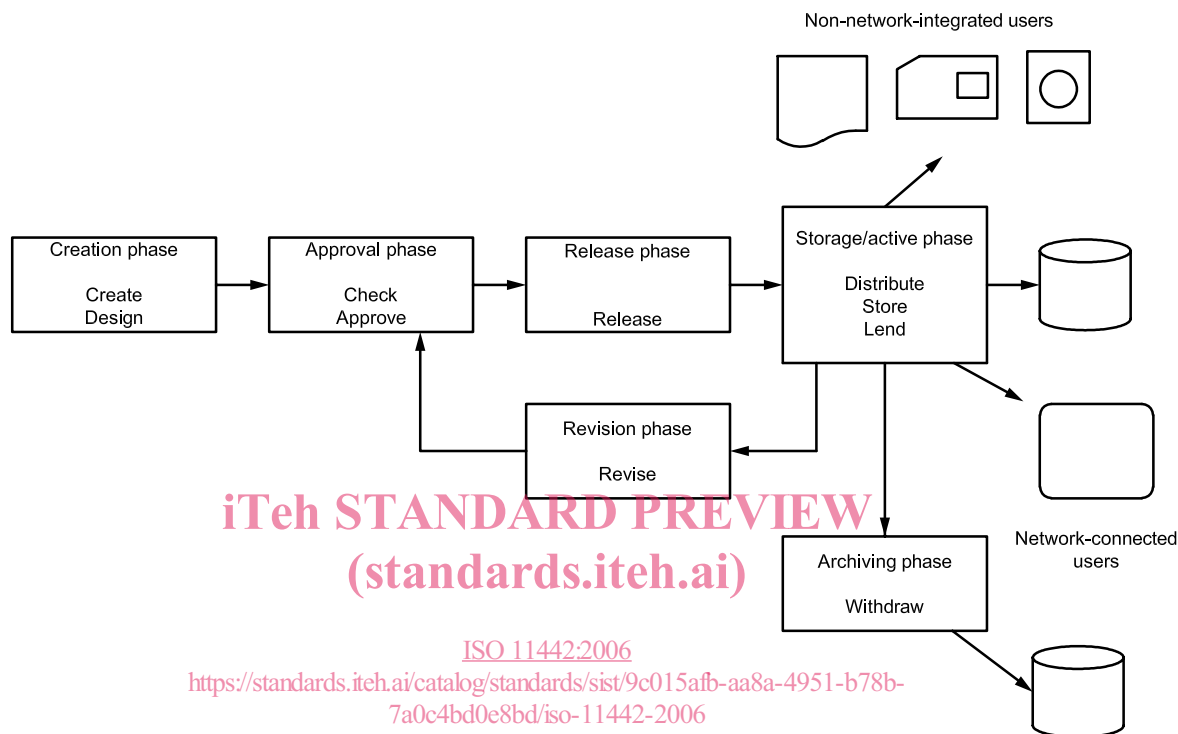 Non-network-integrated users
Creation phase
Create
Design
Approval phase
Check
Approve
Release phase
Release
Storage/active phase
Distribute
Store
Lend
Revision phase
Revise
iTeh STANDARD PREVIEW
(standards.iteh.ai)
Network-connected
users
Archiving phase
Withdraw
ISO 11442:2006
https://standards.iteh.ai/catalog/standards/sist/9c015afb-aa8a-4951-b78b-
7a0c4bd0e8bd/iso-11442-2006